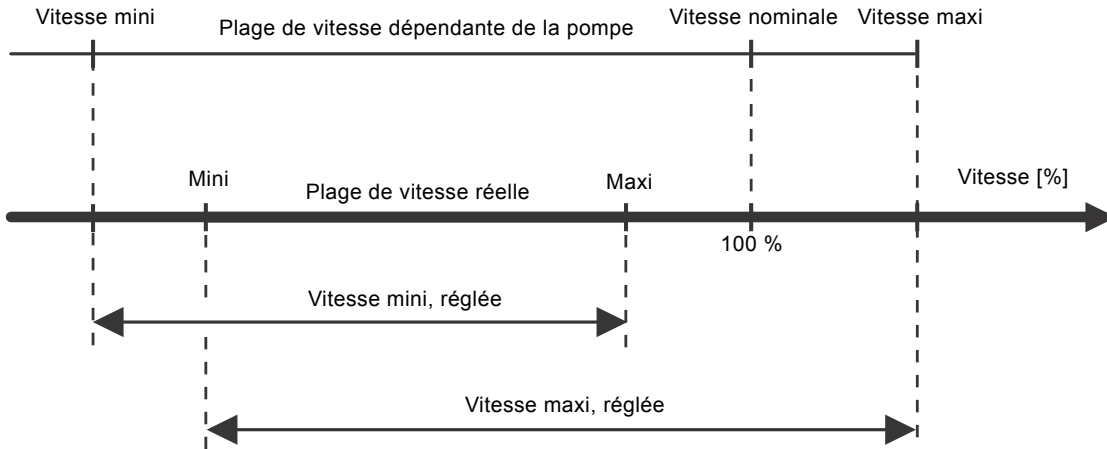 Vitesse mini
Plage de vitesse dépendante de la pompe
Vitesse nominale
Vitesse maxi
Mini
Plage de vitesse réelle
Maxi
Vitesse [%]
100 %
Vitesse mini, réglée
Vitesse maxi, réglée